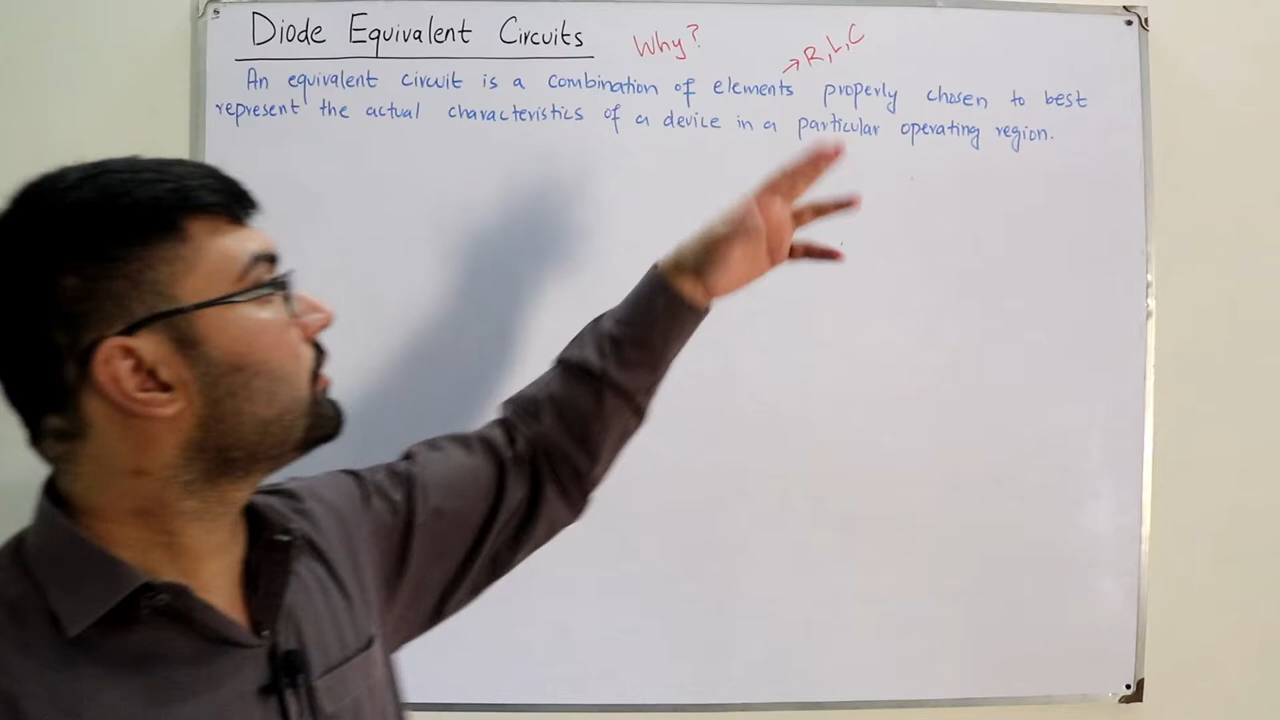 Diode Equivalent Circuits Why? → R, L, C
An equivalent circuit is a combination of elements properly chosen to best
represent the actual characteristics of a device in a particular operating region.